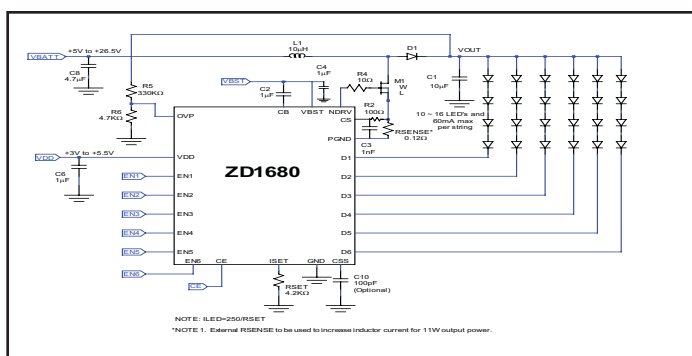 L1
10µH
D1
+5V to +26.5V
VOUT
VBATT
C8
4.7µF
R5
330KΩ
R6
4.7KΩ
VBST
C2
1µF
C4
1µF
R4
10Ω
M1
W
L
C1
10µF
OVP
CB
VBST
NDRV
CS
R2
100Ω
RSENSE*
0.12Ω
PGND
C3
1nF
10 ~ 16 LED's and
60mA max
per string
+3V to +5.5V
VDD
VDD
C6
1µF
ZD1680
D1
EN1
EN1
D2
EN2
EN2
D3
EN3
EN3
D4
EN4
EN4
D5
EN5
EN5
D6
EN6
CE
ISET
GND
CSS
EN6
CE
RSET
4.2KΩ
C10
100pF
(Optional)
NOTE: ILED=250/RSET
*NOTE 1. External RSENSE to be used to increase inductor current for 11W output power.